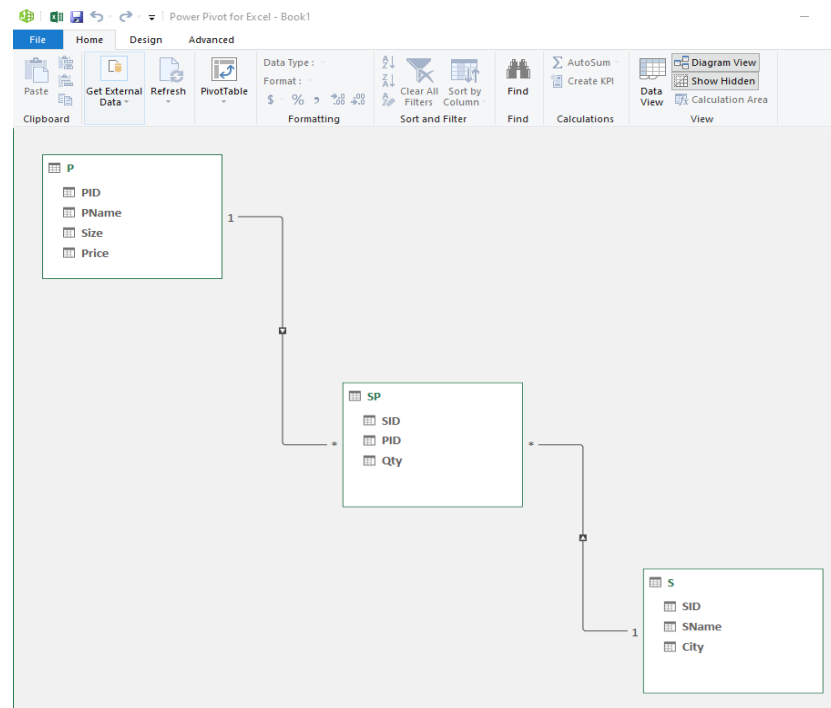 Power Pivot for Excel - Book1
File Home Design Advanced
Paste
Clipboard
Get External
Data
Refresh
PivotTable
Data Type :
Format :
$ % ,
.00 .00
Formatting
Clear All
Filters
Sort by
Column
Sort and Filter
Find
Find
AutoSum
Create KPI
Calculations
Data
View
Diagram View
Show Hidden
Calculation Area
View
P
PID
PName
Size
Price
1
*
SP
SID
PID
Qty
*
1
S
SID
SName
City